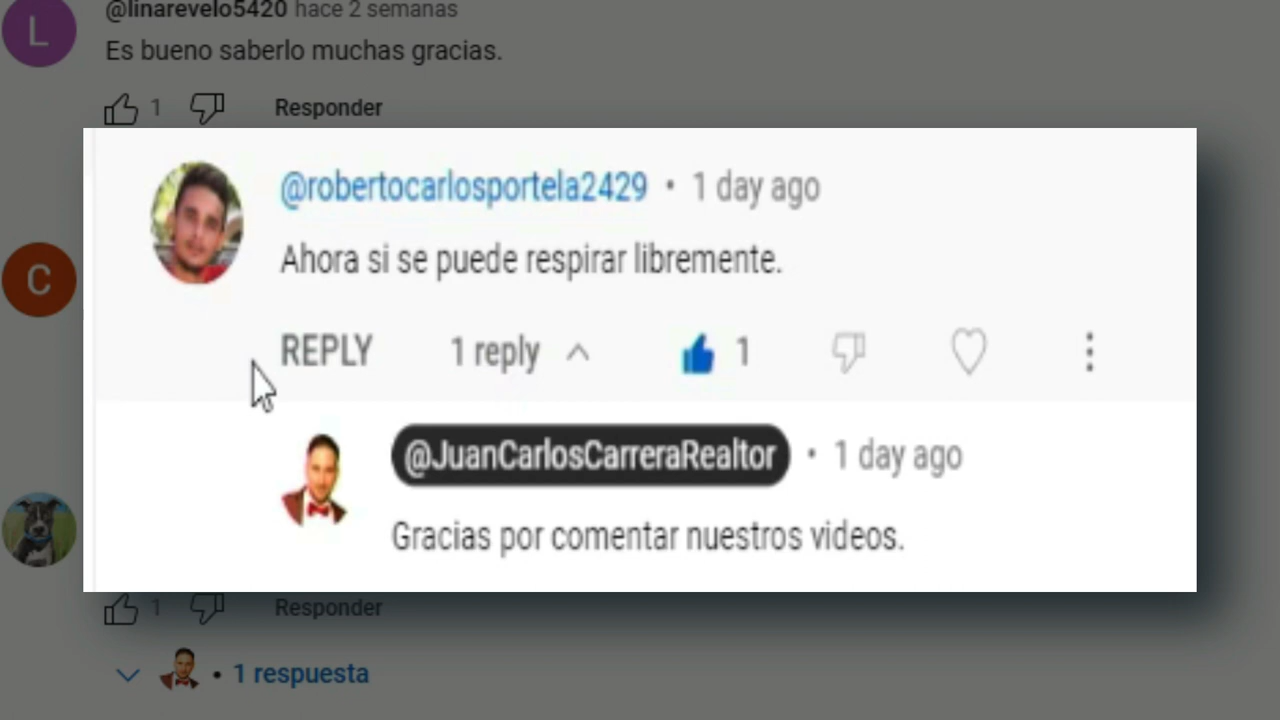 L
@linarevelo5420 hace 2 semanas
Es bueno saberlo muchas gracias.
1 Responder
@robertocarlosportela2429 • 1 day ago
C
Ahora si se puede respirar libremente.
REPLY 1 reply 1
@JuanCarlosCarreraRealtor • 1 day ago
Gracias por comentar nuestros videos.
1 Responder
• 1 respuesta